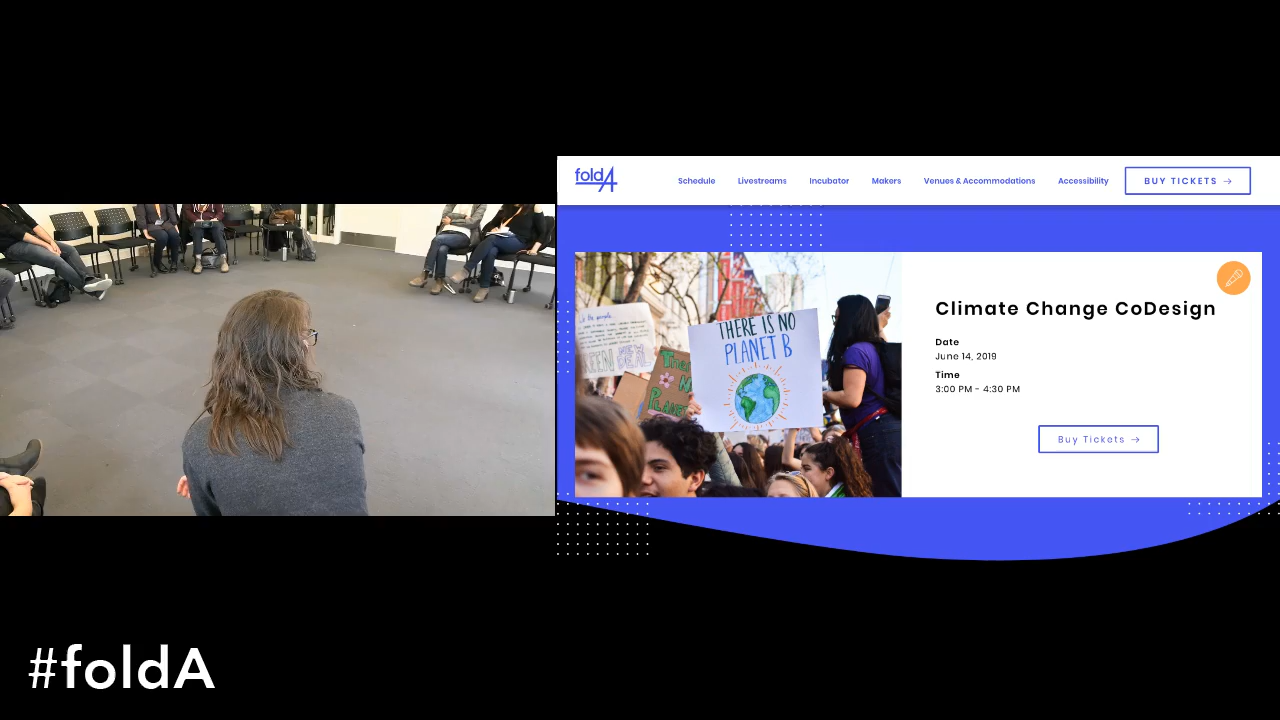 foldA
Schedule
Livestreams
Incubator
Makers
Venues & Accommodations
Accessibility
BUY TICKETS →
THERE IS NO
PLANET B
Climate Change CoDesign
Date
June 14, 2019
Time
3:00 PM - 4:30 PM
Buy Tickets →
#foldA